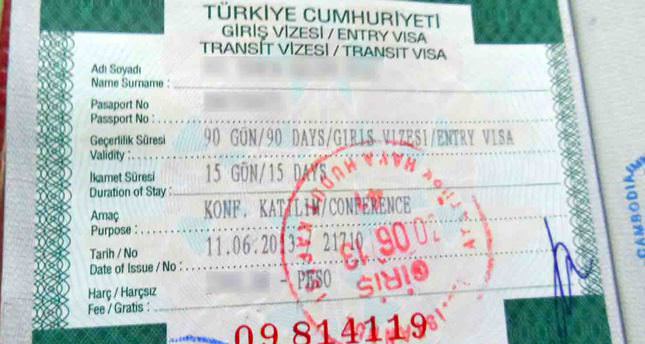 TÜRKİYE CUMHURİYETİ
GİRİŞ VİZESİ / ENTRY VISA
TRANSİT VİZESİ / TRANSIT VISA
Adı Soyadı
Name Surname :
Pasaport No
Passport No :
Geçerlilik Süresi 90 GÜN/90 DAYS/GIRIS VIZESI/ENTRY VISA
Validity :
İkamet Süresi 15 GÜN/15 DAYS
Duration of Stay :
Amaç KONF. KATILIM/CONFERENCE
Purpose :
Tarih / No 11.06.2013 21710
Date of Issue / No :
- PESO
Harç / Harçsız
Fee / Gratis :
09 814119
GİRİŞ
CAMBODIA